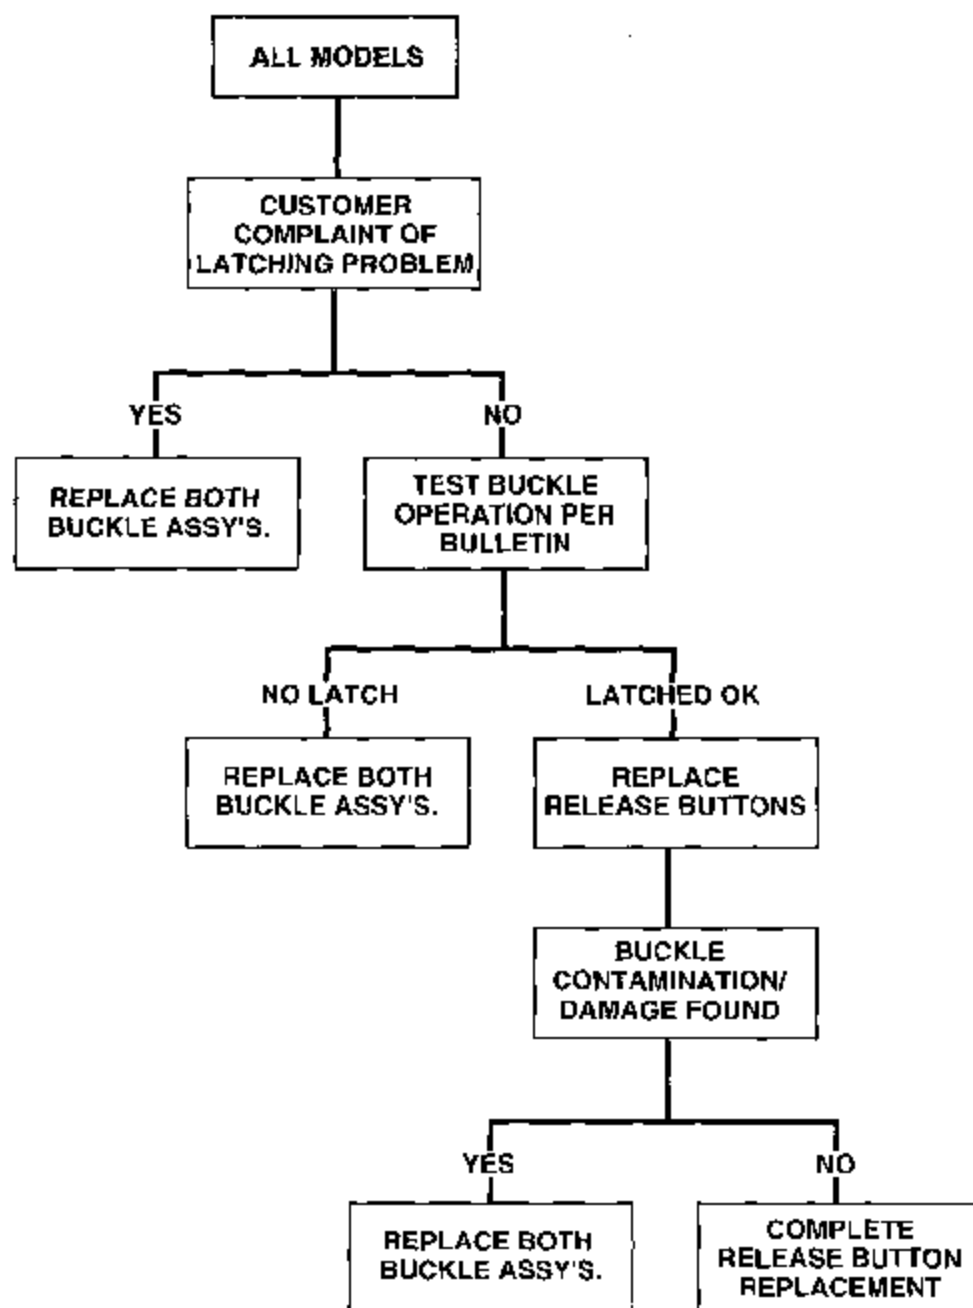 ALL MODELS
CUSTOMER
COMPLAINT OF
LATCHING PROBLEM
YES
NO
REPLACE BOTH
BUCKLE ASSY'S.
TEST BUCKLE
OPERATION PER
BULLETIN
NO LATCH
LATCHED OK
REPLACE BOTH
BUCKLE ASSY'S.
REPLACE
RELEASE BUTTONS
BUCKLE
CONTAMINATION/
DAMAGE FOUND
YES
NO
REPLACE BOTH
BUCKLE ASSY'S.
COMPLETE
RELEASE BUTTON
REPLACEMENT